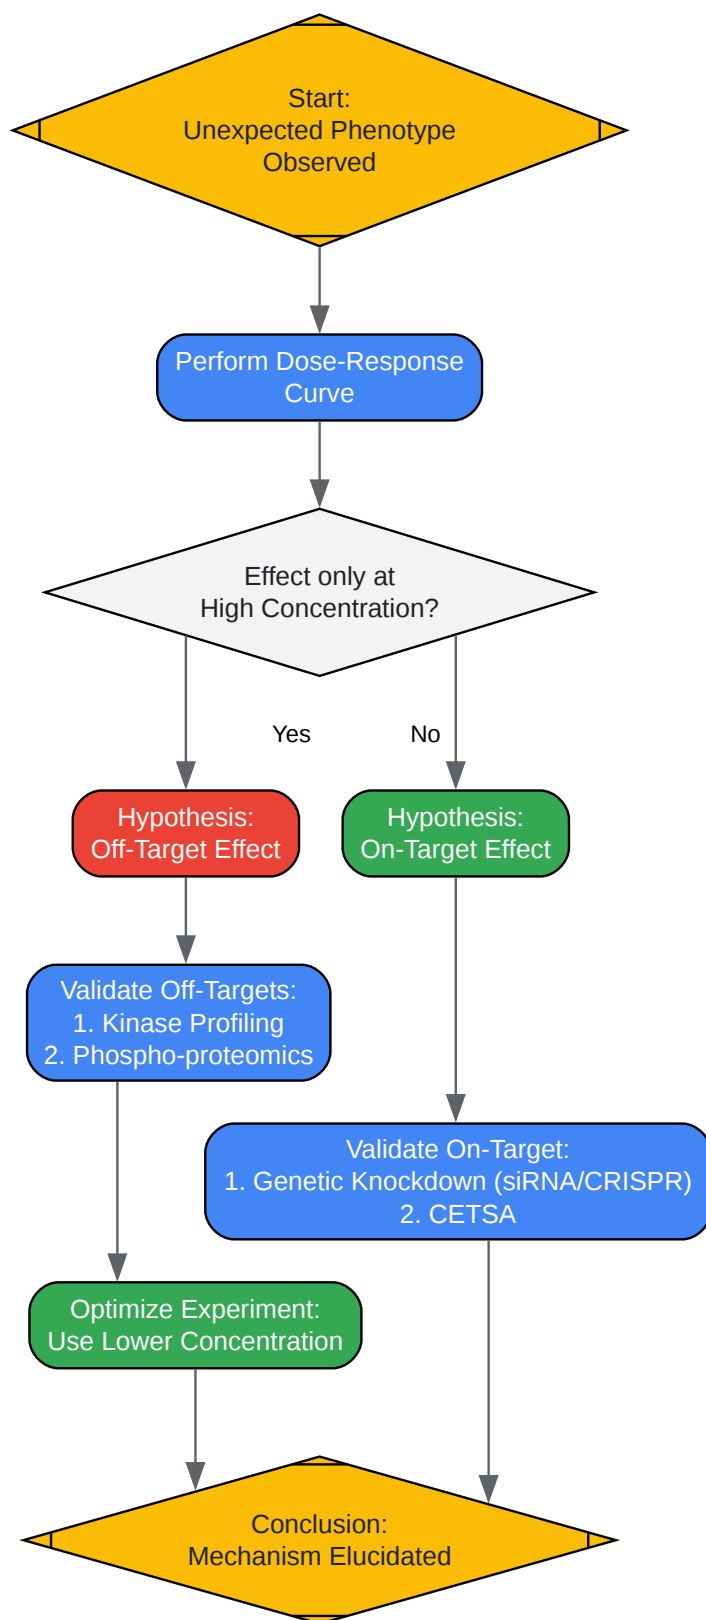 Start:
Unexpected Phenotype
Observed
Perform Dose-Response
Curve
Effect only at
High Concentration?
Yes
No
Hypothesis:
Off-Target Effect
Hypothesis:
On-Target Effect
Validate Off-Targets:
1. Kinase Profiling
2. Phospho-proteomics
Validate On-Target:
1. Genetic Knockdown (siRNA/CRISPR)
2. CETSA
Optimize Experiment:
Use Lower Concentration
Conclusion:
Mechanism Elucidated